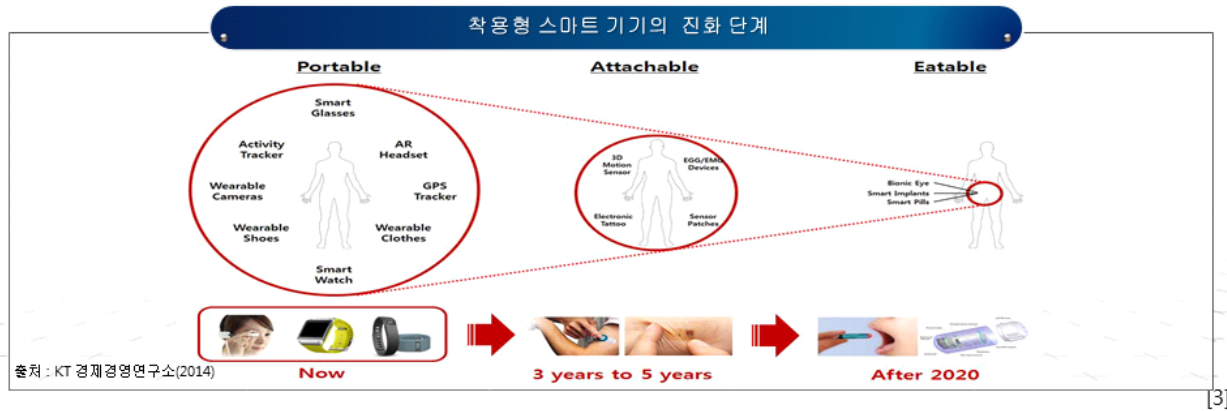 착용형 스마트 기기의 진화 단계
Portable
Attachable
Eatable
Smart
Glasses
Activity
Tracker
AR
Headset
Wearable
Cameras
GPS
Tracker
Wearable
Shoes
Wearable
Clothes
Smart
Watch
3D
Motion
Sensor
EGG/EMG
Devices
Electronic
Tattoo
Sensor
Patches
Bionic Eye
Smart Implants
Smart Pills
출처 : KT 경제경영연구소(2014)
Now
3 years to 5 years
After 2020
[3]